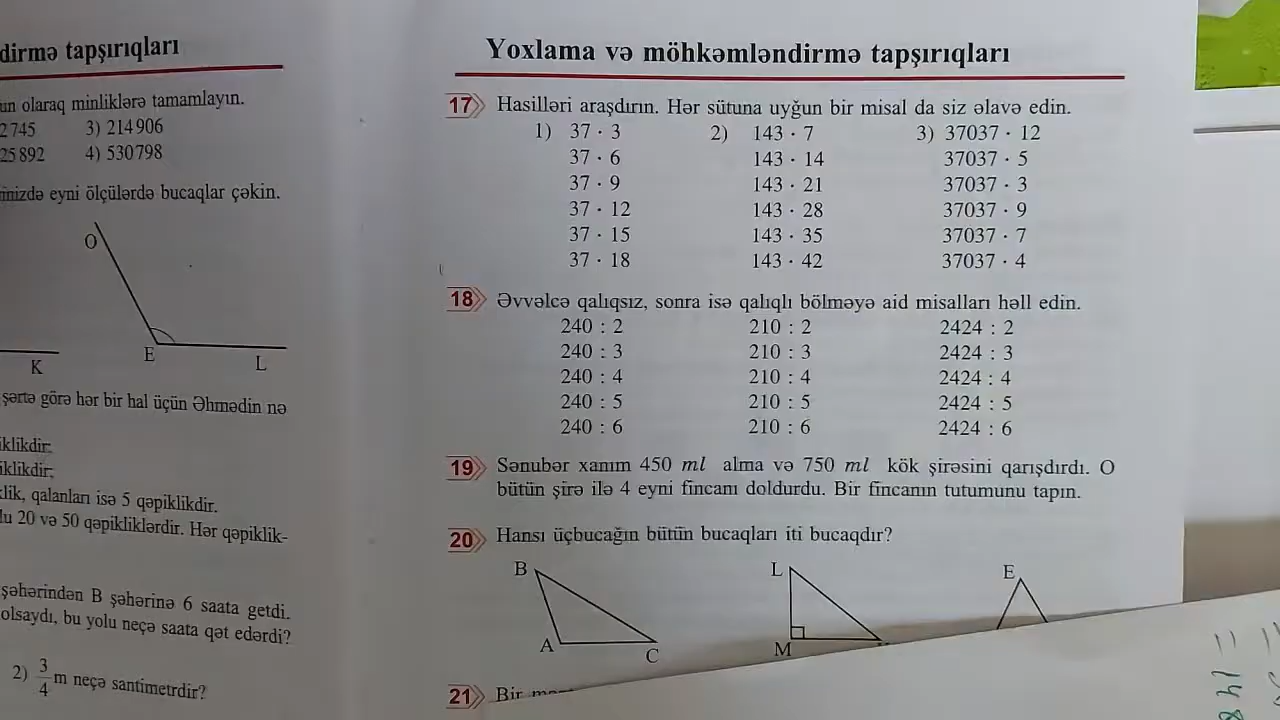 dirmə tapşırıqları
un olaraq minliklərə tamamlayın.
2745 3) 214906
25892 4) 530798
inizdə eyni ölçülərdə bucaqlar çəkin.
O
E
L
K
şərtə görə hər bir hal üçün Əhmədin nə
iklikdir;
iklikdir;
lik, qalanları isə 5 qəpiklikdir.
lu 20 və 50 qəpikliklərdir. Hər qəpiklik-
şəhərindən B şəhərinə 6 saata getdi.
olsaydı, bu yolu neçə saata qət edərdi?
2) 3/4 m neçə santimetrdir?
Yoxlama və möhkəmləndirmə tapşırıqları
17 Hasilləri araşdırın. Hər sütuna uyğun bir misal da siz əlavə edin.
1) 37 · 3 2) 143 · 7 3) 37037 · 12
37 · 6 143 · 14 37037 · 5
37 · 9 143 · 21 37037 · 3
37 · 12 143 · 28 37037 · 9
37 · 15 143 · 35 37037 · 7
37 · 18 143 · 42 37037 · 4
18 Əvvəlcə qalıqsız, sonra isə qalıqlı bölməyə aid misalları həll edin.
240 : 2 210 : 2 2424 : 2
240 : 3 210 : 3 2424 : 3
240 : 4 210 : 4 2424 : 4
240 : 5 210 : 5 2424 : 5
240 : 6 210 : 6 2424 : 6
19 Sənubər xanım 450 ml alma və 750 ml kök şirəsini qarışdırdı. O
bütün şirə ilə 4 eyni fincanı doldurdu. Bir fincanın tutumunu tapın.
20 Hansı üçbucağın bütün bucaqları iti bucaqdır?
B L E
A C M
21 Bir